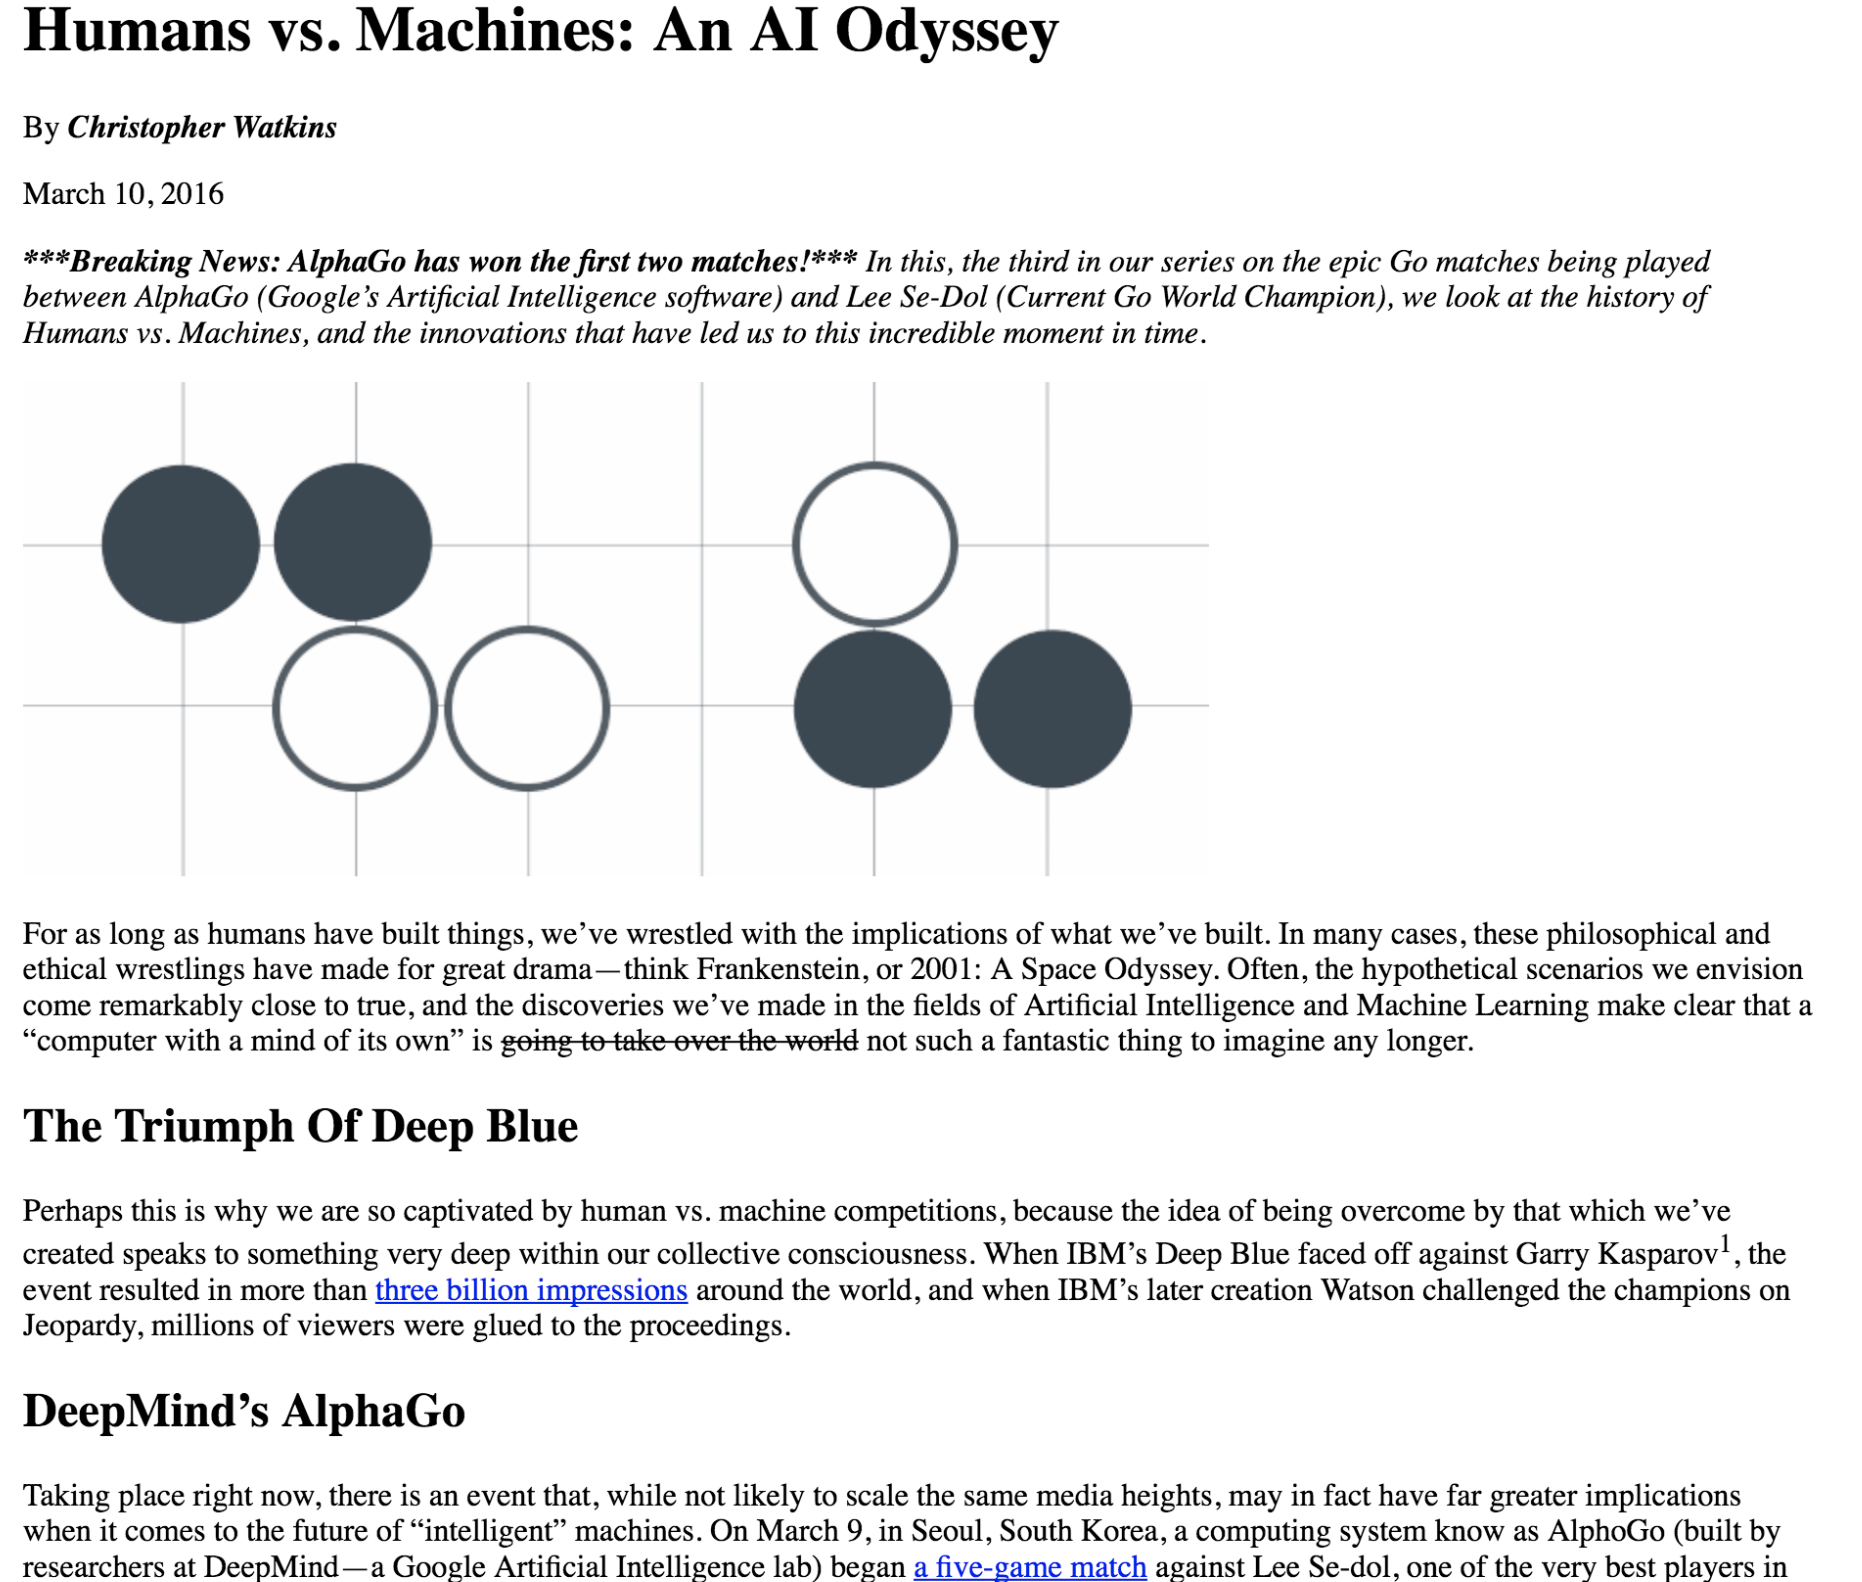 Humans vs. Machines: An AI Odyssey
By Christopher Watkins
March 10, 2016
***Breaking News: AlphaGo has won the first two matches!*** In this, the third in our series on the epic Go matches being played
between AlphaGo (Google’s Artificial Intelligence software) and Lee Se-Dol (Current Go World Champion), we look at the history of
Humans vs. Machines, and the innovations that have led us to this incredible moment in time.
For as long as humans have built things, we’ve wrestled with the implications of what we’ve built. In many cases, these philosophical and
ethical wrestlings have made for great drama—think Frankenstein, or 2001: A Space Odyssey. Often, the hypothetical scenarios we envision
come remarkably close to true, and the discoveries we’ve made in the fields of Artificial Intelligence and Machine Learning make clear that a
“computer with a mind of its own” is going to take over the world not such a fantastic thing to imagine any longer.
The Triumph Of Deep Blue
Perhaps this is why we are so captivated by human vs. machine competitions, because the idea of being overcome by that which we’ve
created speaks to something very deep within our collective consciousness. When IBM’s Deep Blue faced off against Garry Kasparov1, the
event resulted in more than three billion impressions around the world, and when IBM’s later creation Watson challenged the champions on
Jeopardy, millions of viewers were glued to the proceedings.
DeepMind’s AlphaGo
Taking place right now, there is an event that, while not likely to scale the same media heights, may in fact have far greater implications
when it comes to the future of “intelligent” machines. On March 9, in Seoul, South Korea, a computing system know as AlphoGo (built by
researchers at DeepMind—a Google Artificial Intelligence lab) began a five-game match against Lee Se-dol, one of the very best players in